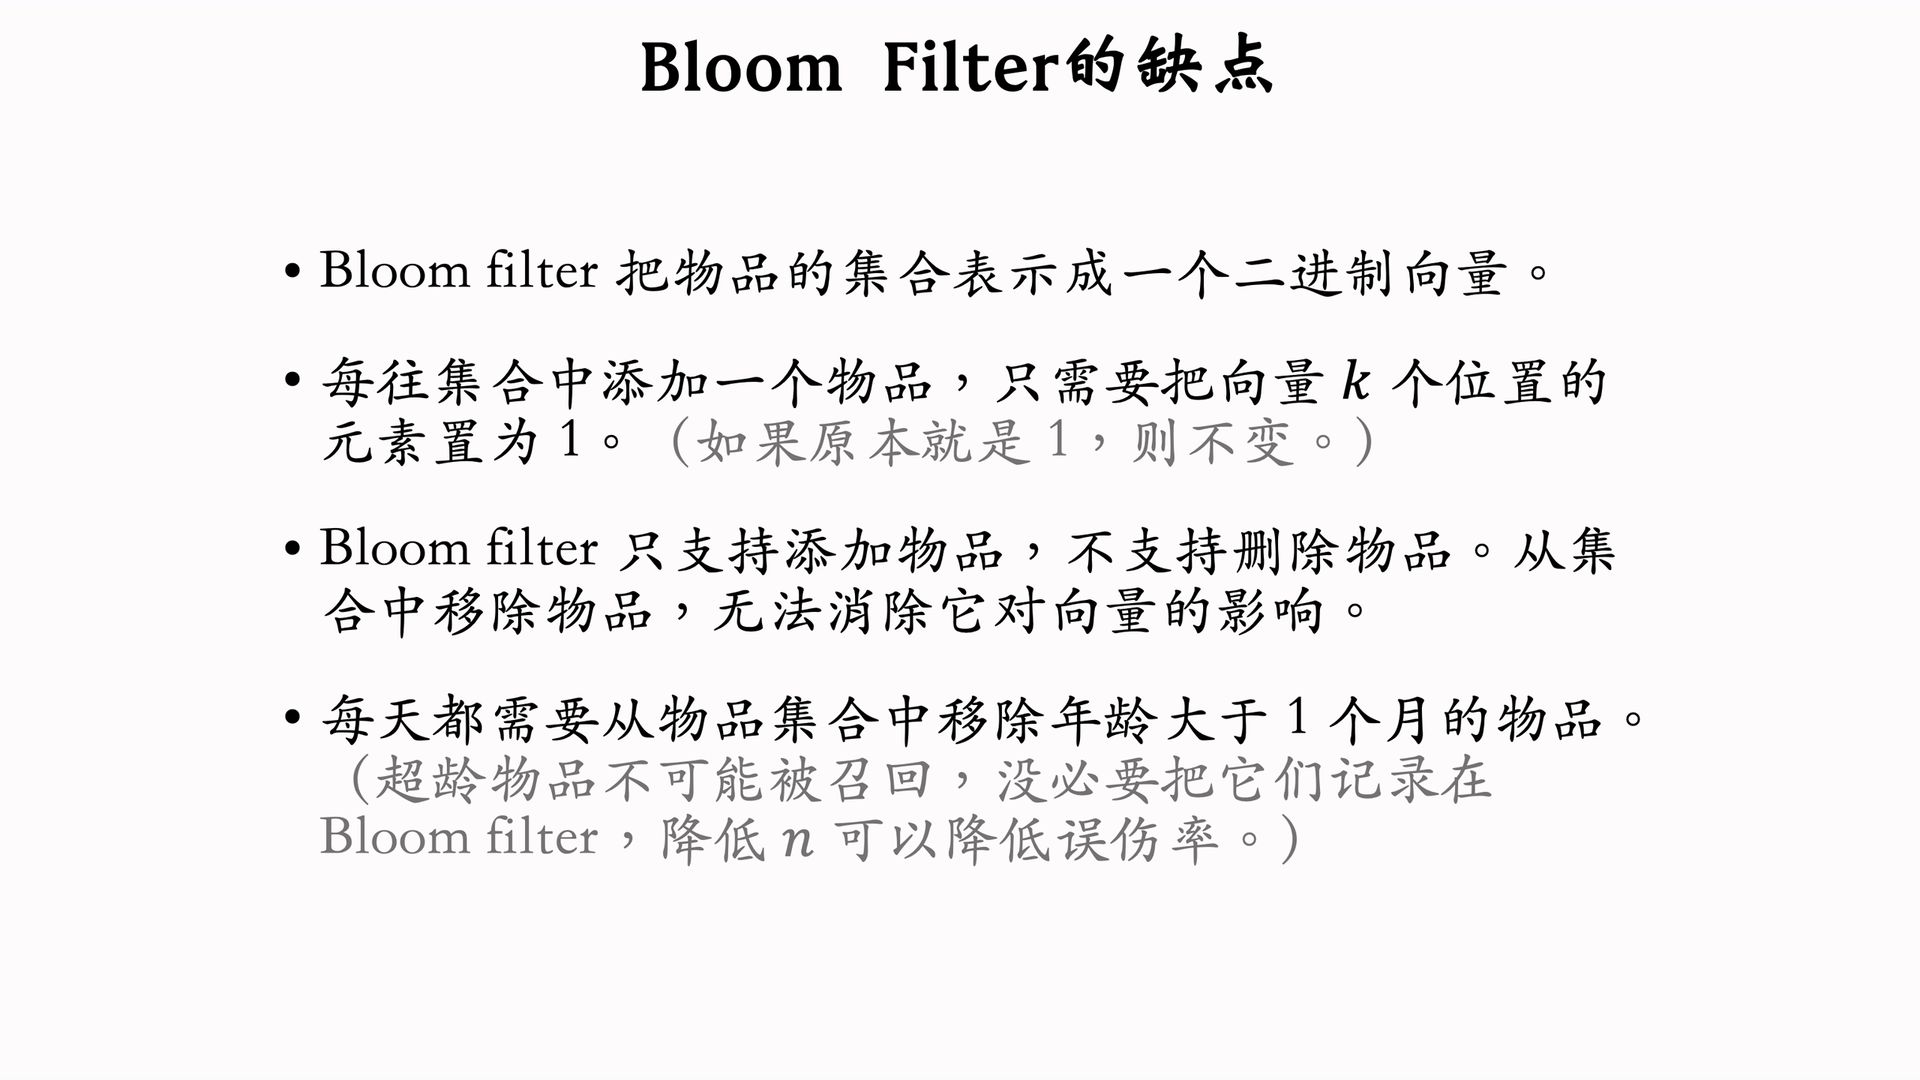 Bloom Filter的缺点
• Bloom filter 把物品的集合表示成一个二进制向量。
• 每往集合中添加一个物品，只需要把向量 k 个位置的
元素置为 1。（如果原本就是 1，则不变。）
• Bloom filter 只支持添加物品，不支持删除物品。从集
合中移除物品，无法消除它对向量的影响。
• 每天都需要从物品集合中移除年龄大于 1 个月的物品。
（超龄物品不可能被召回，没必要把它们记录在
Bloom filter，降低 n 可以降低误伤率。）